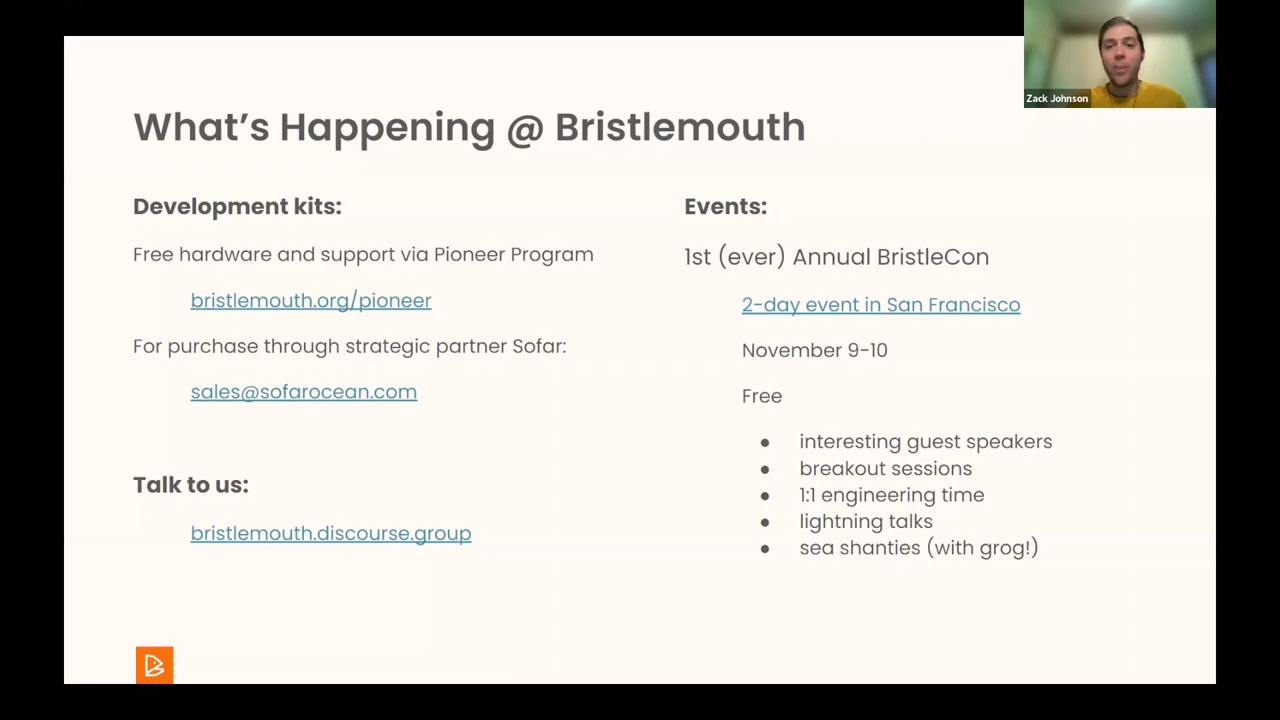 What's Happening @ Bristlemouth
Development kits:
Free hardware and support via Pioneer Program
bristlemouth.org/pioneer
For purchase through strategic partner Sofar:
sales@sofarocean.com
Talk to us:
bristlemouth.discourse.group
Events:
1st (ever) Annual BristleCon
2-day event in San Francisco
November 9-10
Free
● interesting guest speakers
● breakout sessions
● 1:1 engineering time
● lightning talks
● sea shanties (with grog!)
Zack Johnson